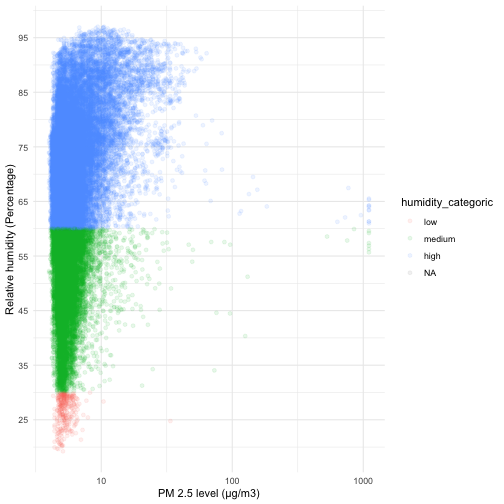 95
85
75
65
55
45
35
25
Relative humidity (Percentage)
10
100
1000
PM 2.5 level (μg/m3)
humidity_categoric
low
medium
high
NA